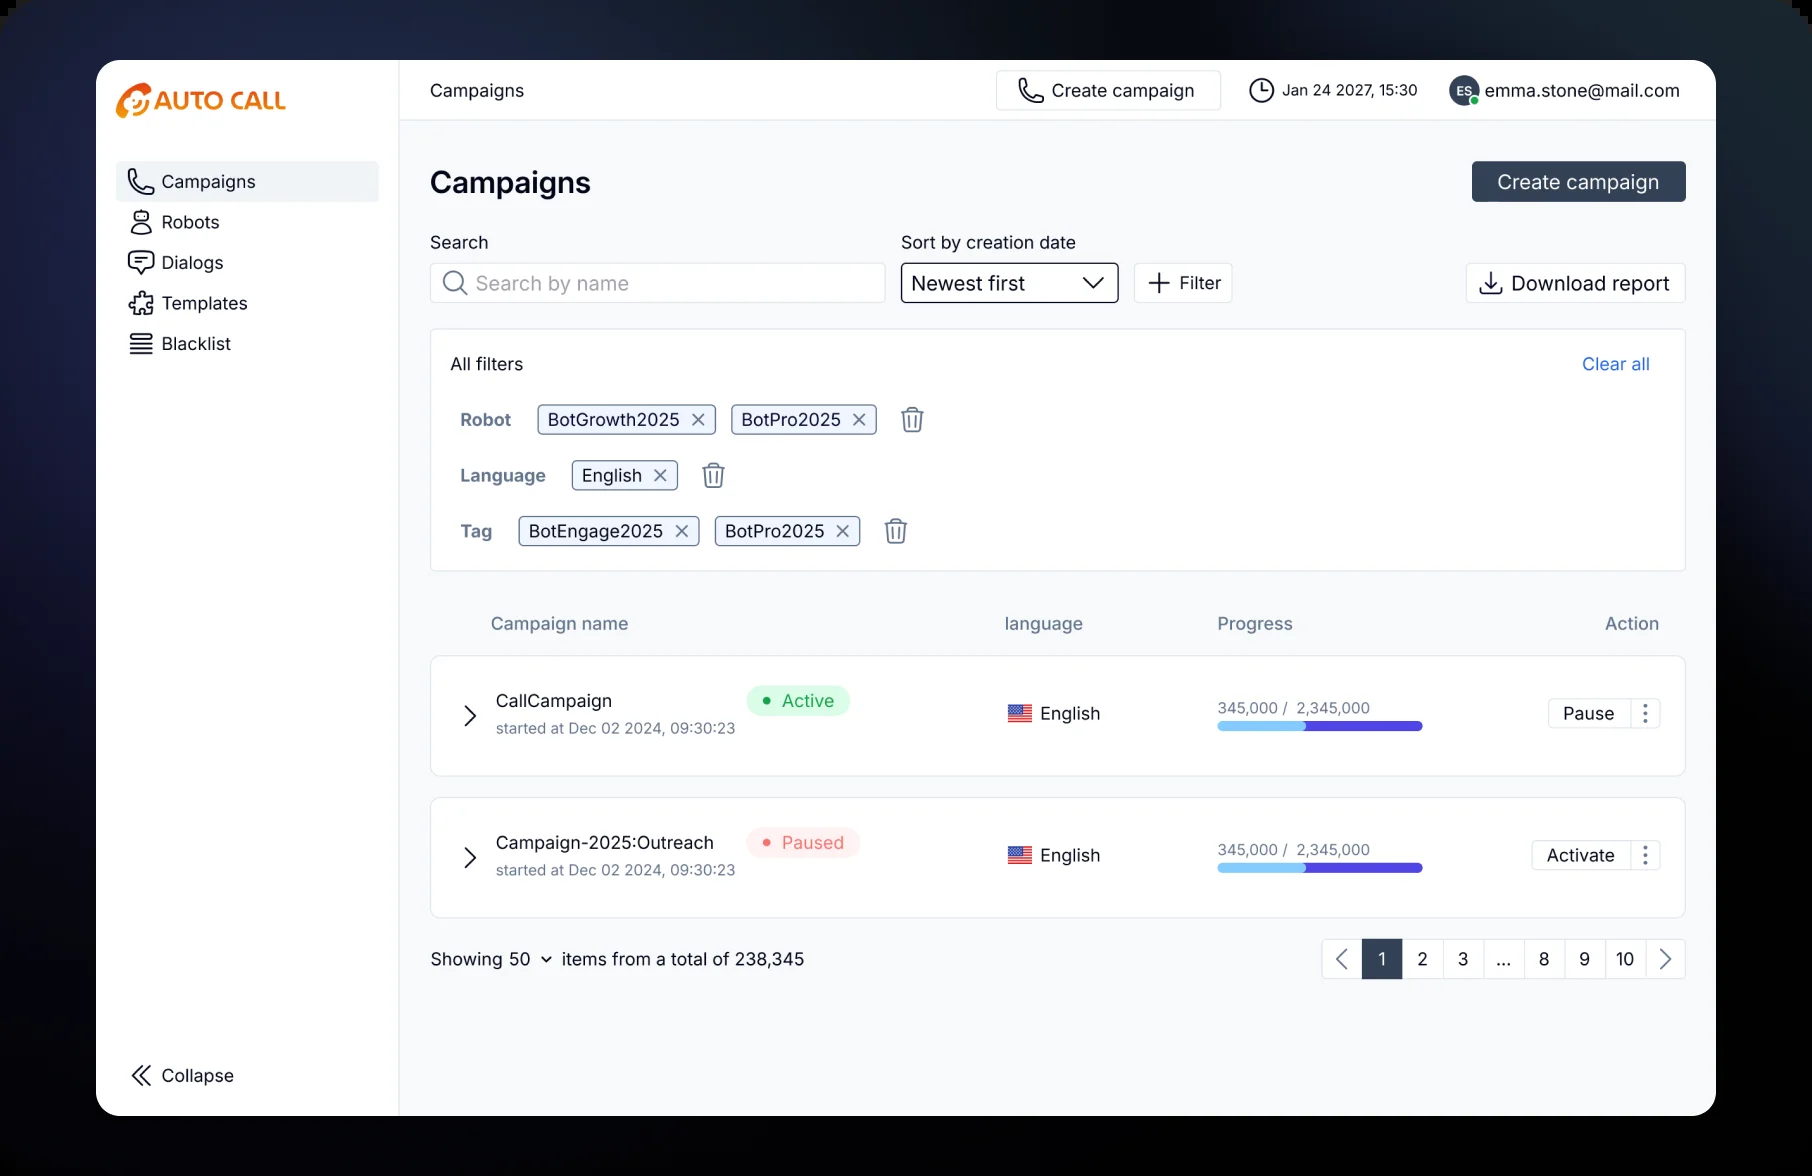 AUTO CALL
Campaigns
Robots
Dialogs
Templates
Blacklist
Collapse
Campaigns
Create campaign
Jan 24 2027, 15:30
ES
emma.stone@mail.com
Campaigns
Create campaign
Search
Sort by creation date
Search by name
Newest first
Filter
Download report
All filters
Clear all
Robot BotGrowth2025 BotPro2025
Language English
Tag BotEngage2025 BotPro2025
Campaign name language Progress Action
CallCampaign
Active
started at Dec 02 2024, 09:30:23
English
345,000 / 2,345,000
Pause
Campaign-2025:Outreach
Paused
started at Dec 02 2024, 09:30:23
English
345,000 / 2,345,000
Activate
Showing 50 items from a total of 238,345
1 2 3 ... 8 9 10